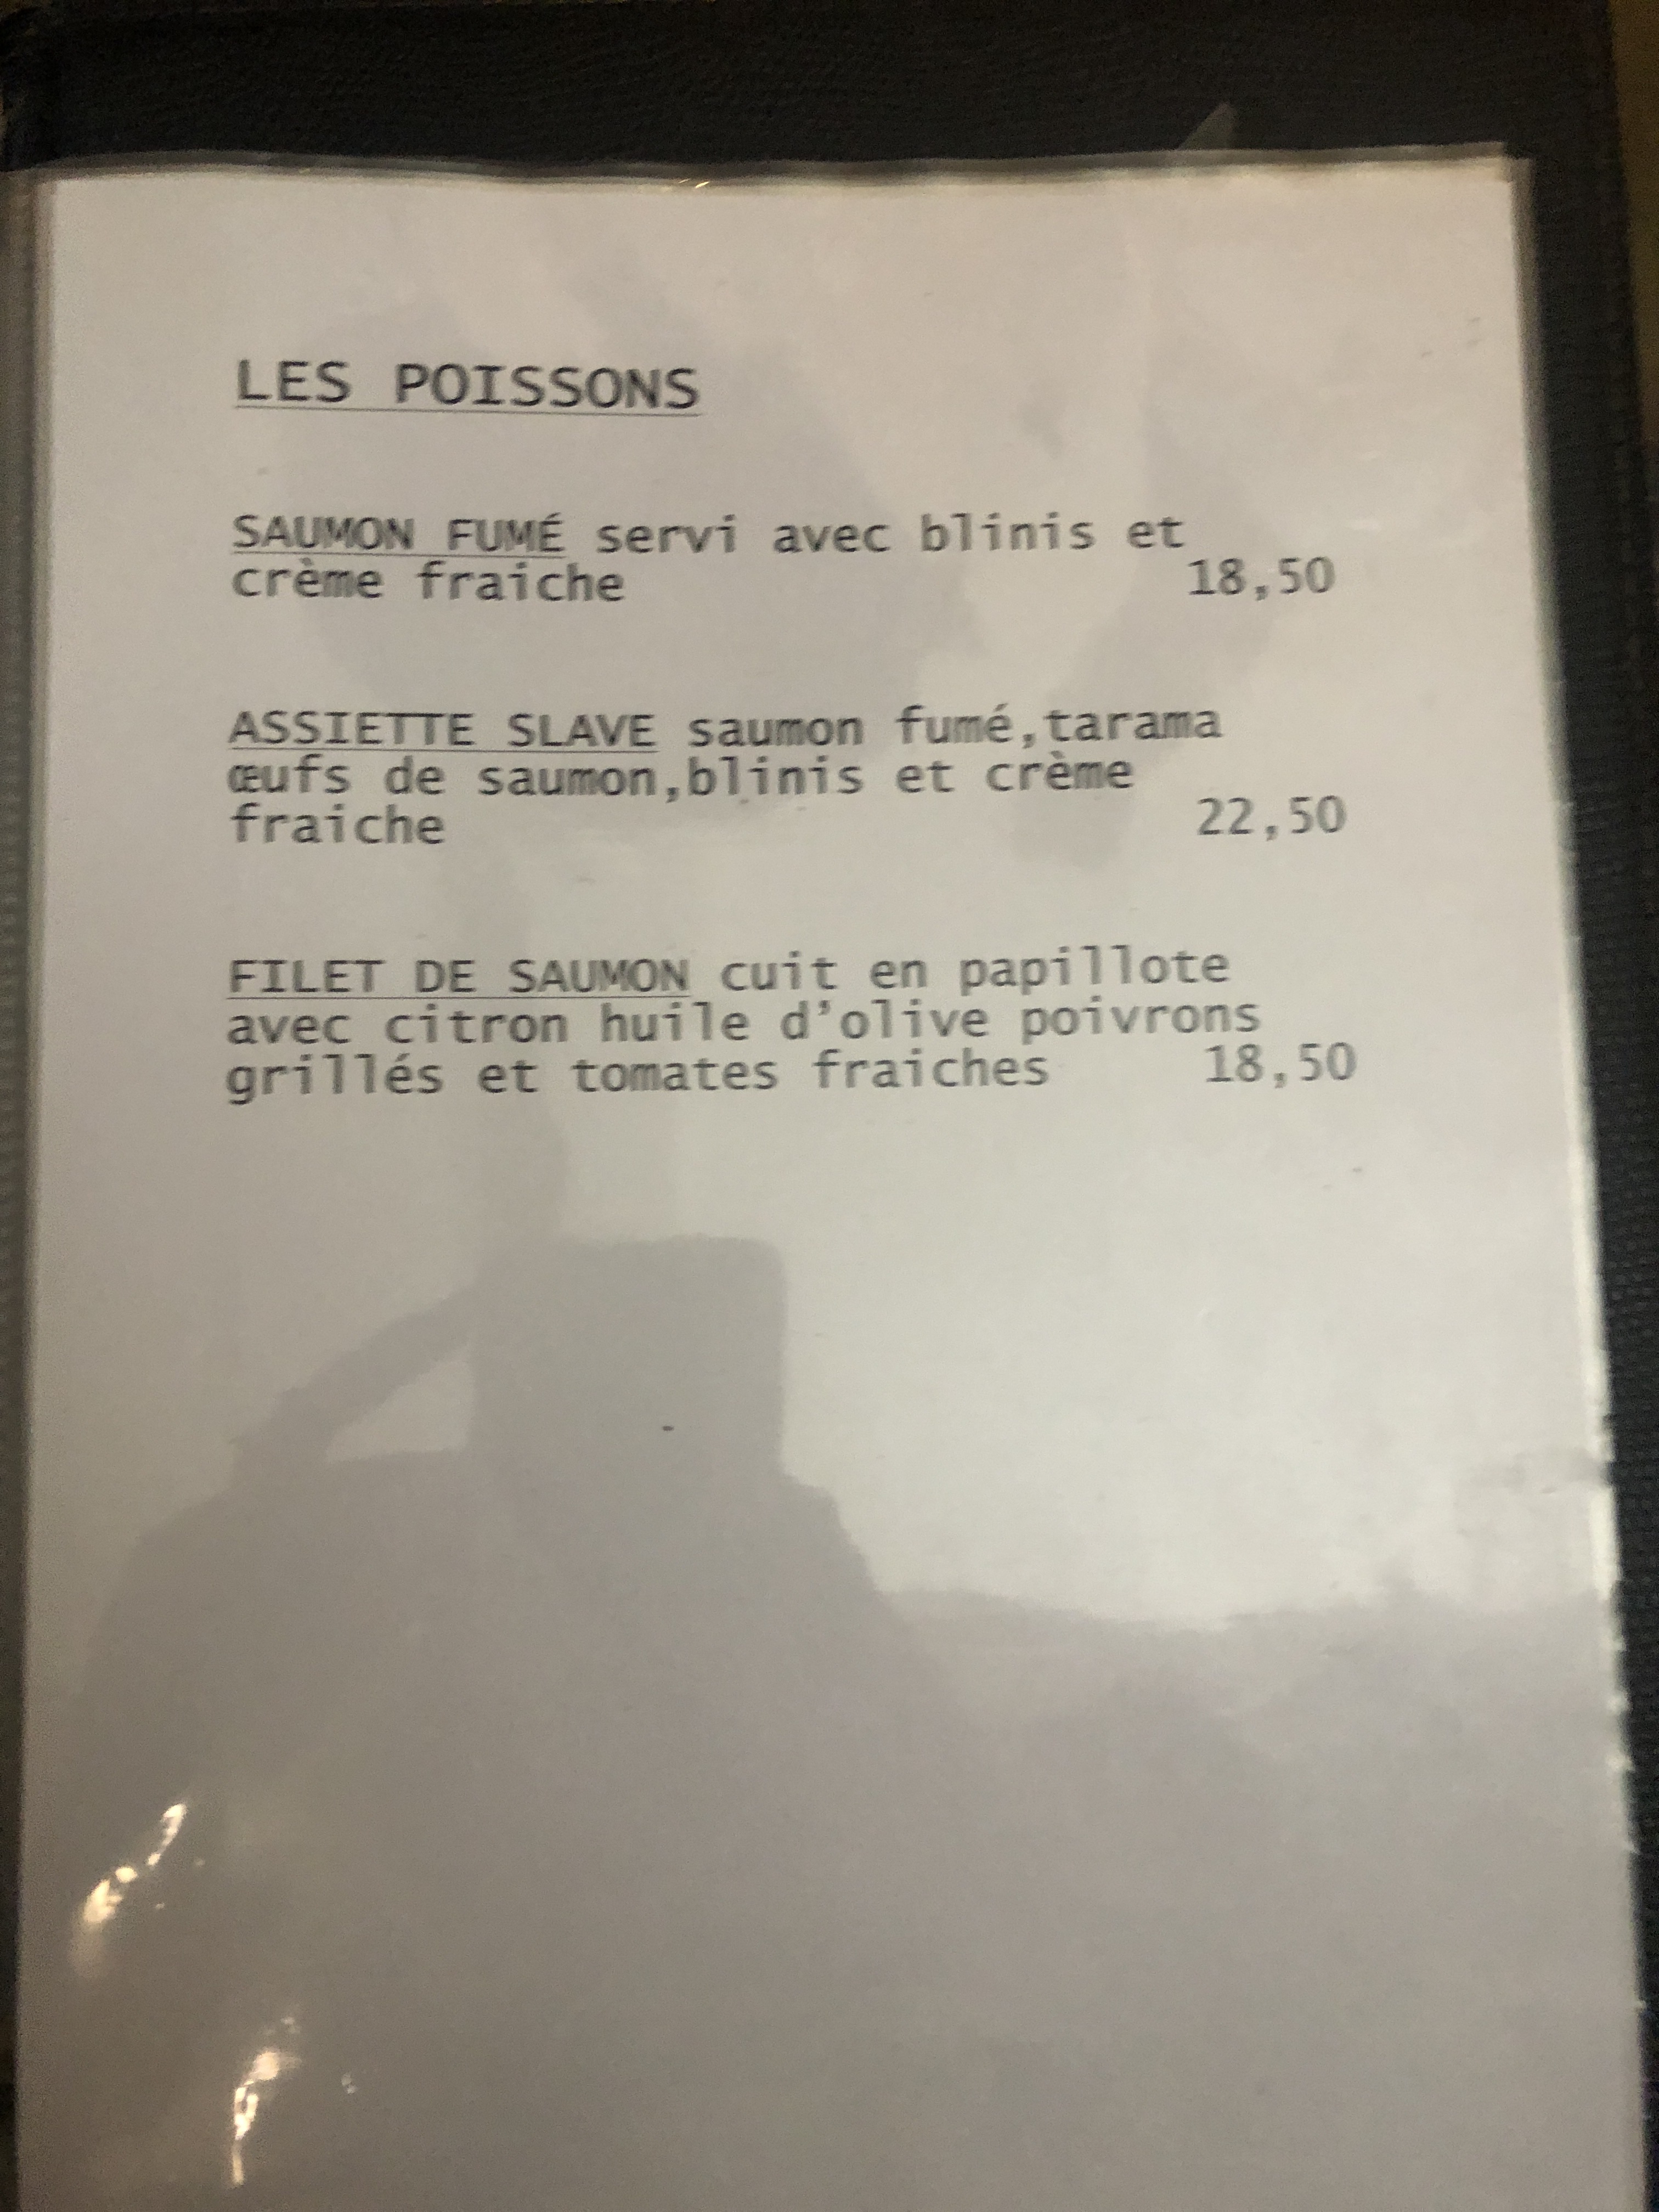 LES POISSONS
SAUMON FUMÉ servi avec blinis et
crème fraiche 18,50
ASSIETTE SLAVE saumon fumé,tarama
œufs de saumon,blinis et crème
fraiche 22,50
FILET DE SAUMON cuit en papillote
avec citron huile d'olive poivrons
grillés et tomates fraiches 18,50